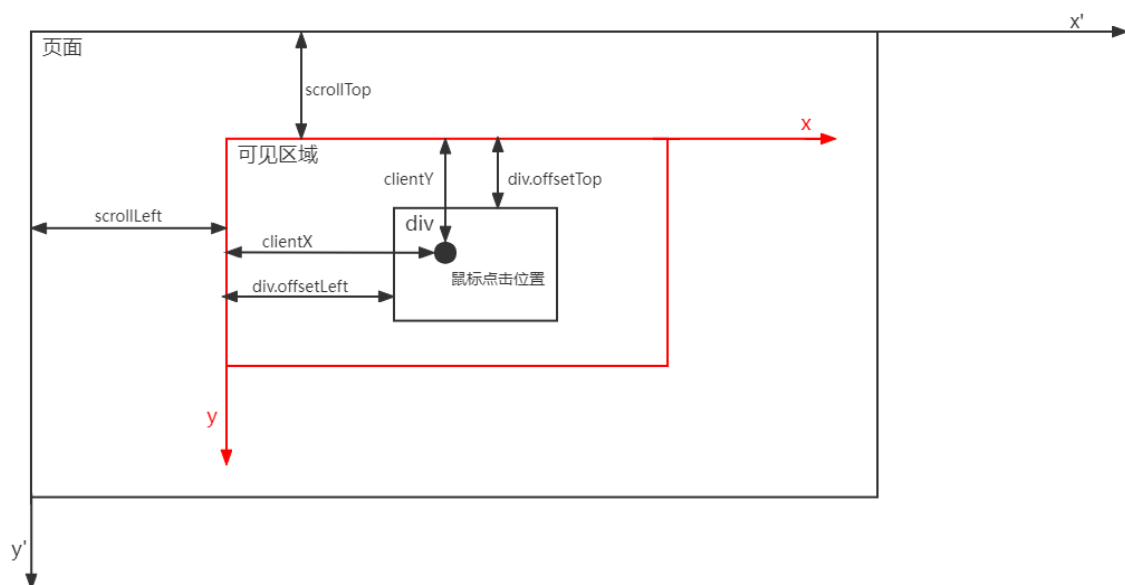 x'
页面
scrollTop
x
可见区域
clientY
div.offsetTop
scrollLeft
div
clientX
鼠标点击位置
div.offsetLeft
y
y'